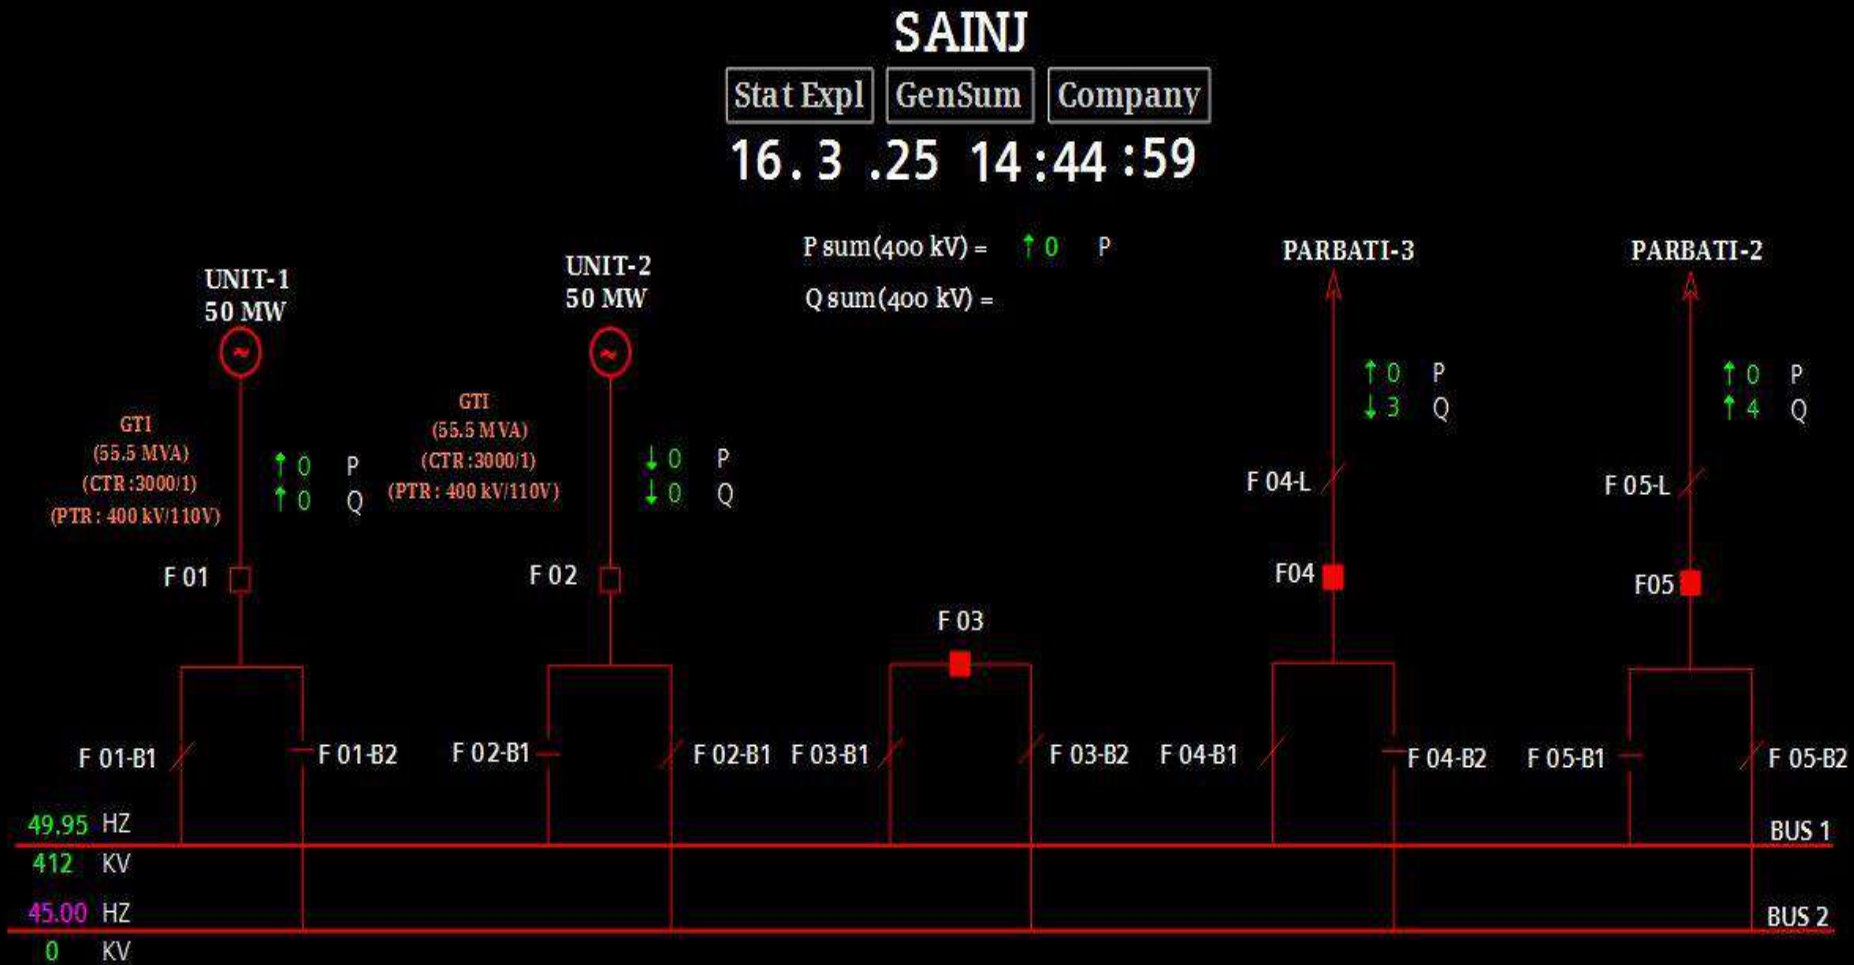 SAINJ
Stat Expl GenSum Company
16. 3 .25 14 :44 :59
P sum(400 kV) = ↑ 0 P
Q sum(400 kV) =
UNIT-1
50 MW
UNIT-2
50 MW
PARBATI-3
PARBATI-2
GTI
(55.5 MVA)
(CTR :3000/1)
(PTR : 400 kV/110V)
↑ 0 P
↑ 0 Q
GTI
(55.5 MVA)
(CTR :3000/1)
(PTR : 400 kV/110V)
↓ 0 P
↓ 0 Q
↑ 0 P
↓ 3 Q
↑ 0 P
↑ 4 Q
F 04-L
F 05-L
F 01
F 02
F 03
F04
F05
F 01-B1
F 01-B2
F 02-B1
F 02-B1
F 03-B1
F 03-B2
F 04-B1
F 04-B2
F 05-B1
F 05-B2
49.95 HZ
BUS 1
412 KV
45.00 HZ
BUS 2
0 KV